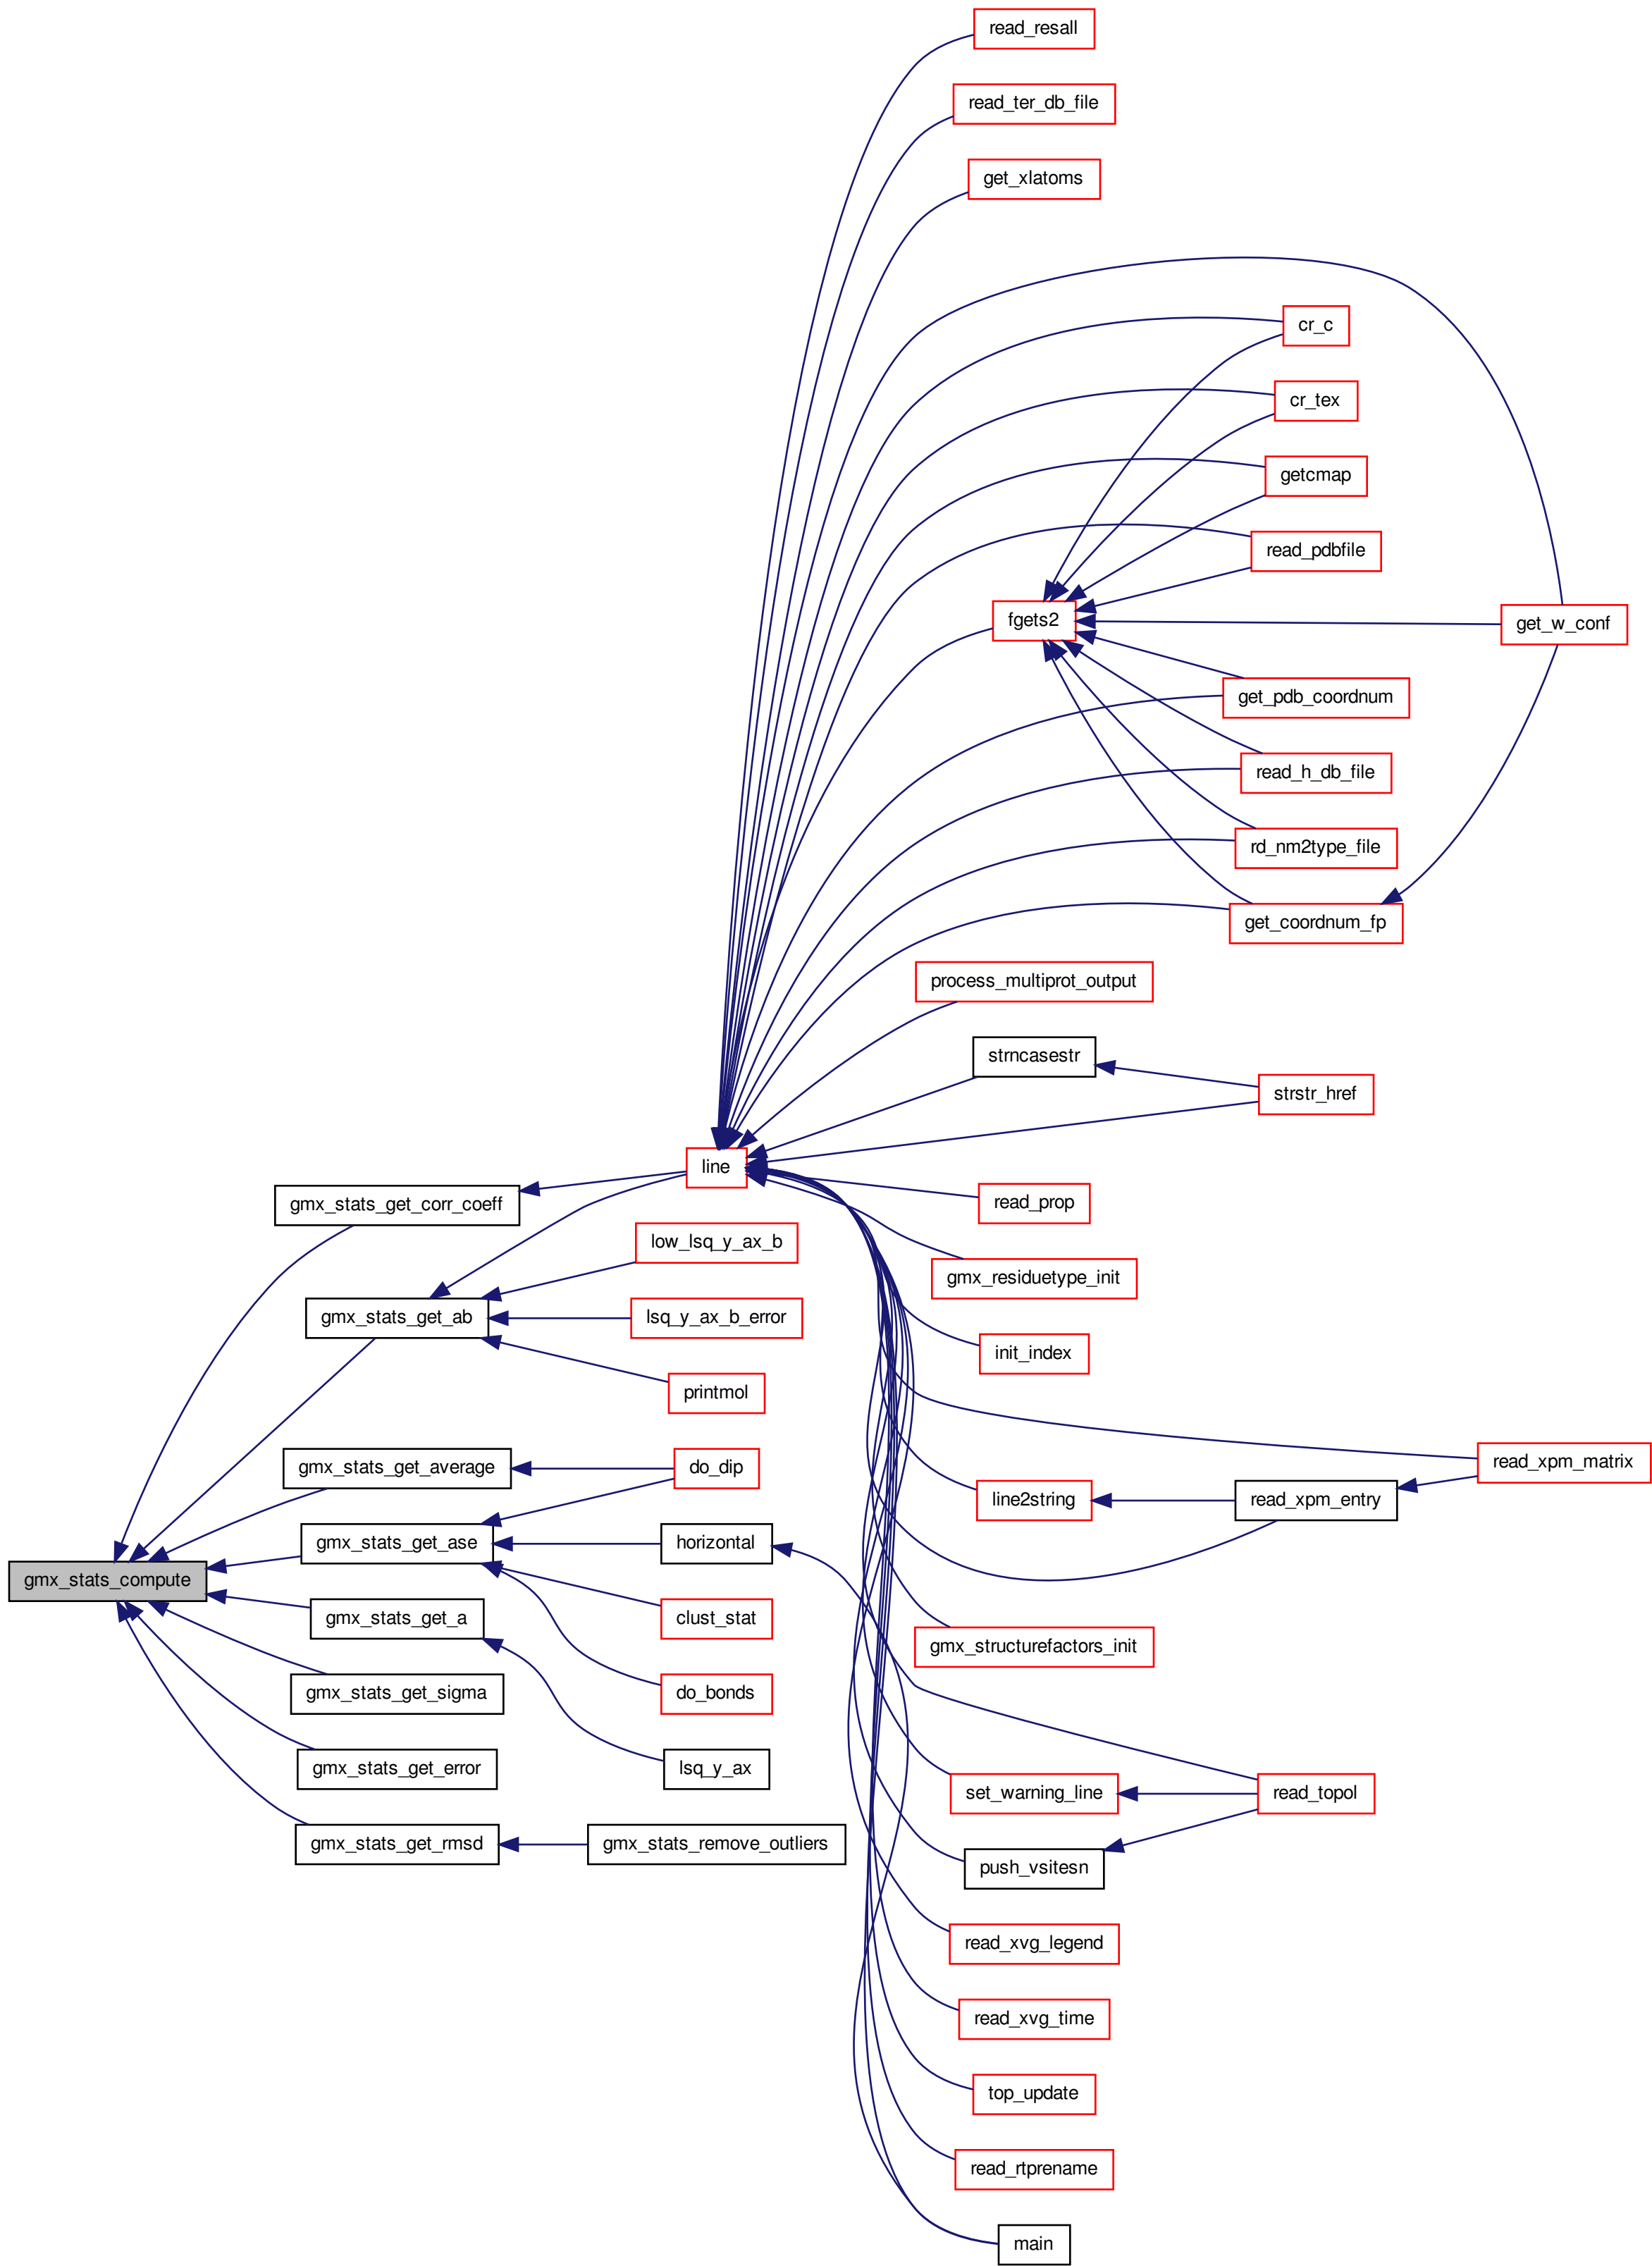 read_resall
read_ter_db_file
get_xlatoms
cr_c
cr_tex
getcmap
read_pdbfile
fgets2
get_w_conf
get_pdb_coordnum
read_h_db_file
rd_nm2type_file
get_coordnum_fp
process_multiprot_output
strncasestr
strstr_href
line
read_prop
gmx_stats_get_corr_coeff
low_lsq_y_ax_b
gmx_residuetype_init
gmx_stats_get_ab
lsq_y_ax_b_error
init_index
printmol
gmx_stats_get_average
do_dip
read_xpm_matrix
line2string
read_xpm_entry
gmx_stats_get_ase
horizontal
gmx_stats_compute
gmx_stats_get_a
clust_stat
gmx_structurefactors_init
gmx_stats_get_sigma
do_bonds
gmx_stats_get_error
lsq_y_ax
set_warning_line
read_topol
gmx_stats_get_rmsd
gmx_stats_remove_outliers
push_vsitesn
read_xvg_legend
read_xvg_time
top_update
read_rtprename
main